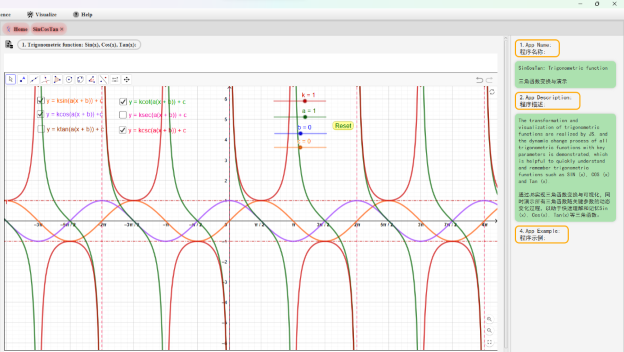 ence Visualize Help
Home SinCosTan
1. Trigonometric Function: Sin(x), Cos(x), Tan(x):
y = ksin(a(x + b)) + c
y = kcos(a(x + b)) + c
y = ktan(a(x + b)) + c
y = kcot(a(x + b)) + c
y = ksec(a(x + b)) + c
y = kcsc(a(x + b)) + c
k = 1
a = 1
b = 0
= 0
Reset
1.App Name:
程序名称:
SinCosTan: Trigonometric function
三角函数变换与演示
2.App Description:
程序描述:
The transformation and
visualization of trigonometric
functions are realized by JS, and
the dynamic change process of all
trigonometric functions with key
parameters is demonstrated, which
is helpful to quickly understand
and remember trigonometric
functions such as SIN (x), COS (x)
and Tan (x)
通过JS实现三角函数变换与可视化，同
时演示所有三角函数随关键参数的动态
变化过程，以助于快速理解和记忆Sin
(x)、Cos(x)、Tan(x)等三角函数。
4.App Example:
程序示例: